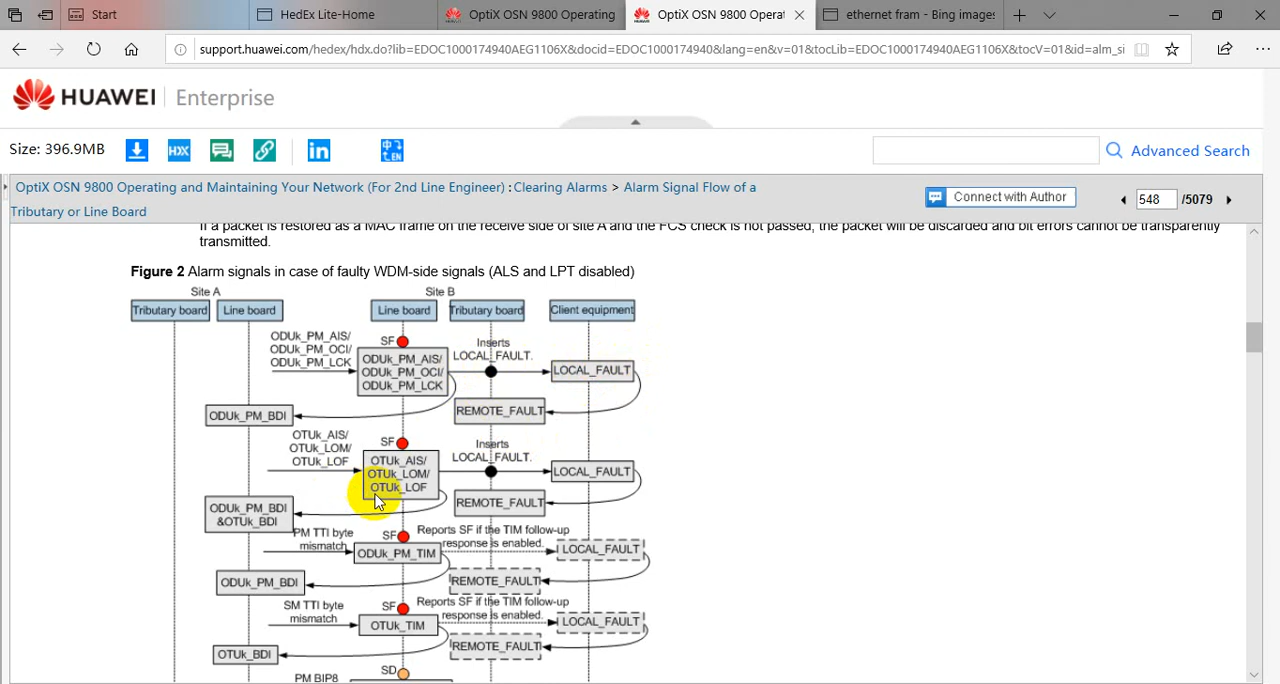 Start
HedEx Lite-Home
OptiX OSN 9800 Operating
OptiX OSN 9800 Operat
ethernet fram - Bing images
support.huawei.com/hedex/hdx.do?lib=EDOC1000174940AEG1106X&docid=EDOC1000174940&lang=en&v=01&tocLib=EDOC1000174940AEG1106X&tocV=01&id=alm_si
HUAWEI Enterprise
Size: 396.9MB
HDX
in
中
EN
Advanced Search
OptiX OSN 9800 Operating and Maintaining Your Network (For 2nd Line Engineer) : Clearing Alarms > Alarm Signal Flow of a
Tributary or Line Board
Connect with Author
548 /5079
If a packet is restored as a MAC frame on the receive side of site A and the FCS check is not passed, the packet will be discarded and bit errors cannot be transparently
transmitted.
Figure 2 Alarm signals in case of faulty WDM-side signals (ALS and LPT disabled)
Site A
Site B
Tributary board
Line board
Line board
Tributary board
Client equipment
ODUk_PM_AIS/
ODUk_PM_OCI/
ODUk_PM_LCK
SF
ODUk_PM_AIS/
ODUk_PM_OCI/
ODUk_PM_LCK
Inserts
LOCAL_FAULT.
LOCAL_FAULT
REMOTE_FAULT
ODUk_PM_BDI
OTUk_AIS/
OTUk_LOM/
OTUk_LOF
SF
OTUk_AIS/
OTUk_LOM/
OTUk_LOF
Inserts
LOCAL_FAULT.
LOCAL_FAULT
REMOTE_FAULT
ODUk_PM_BDI
&OTUk_BDI
PM TTI byte
mismatch
SF
ODUk_PM_TIM
Reports SF if the TIM follow-up
response is enabled.
LOCAL_FAULT
REMOTE_FAULT
ODUk_PM_BDI
SM TTI byte
mismatch
SF
OTUk_TIM
Reports SF if the TIM follow-up
response is enabled.
LOCAL_FAULT
REMOTE_FAULT
OTUk_BDI
SD
PM BIP8